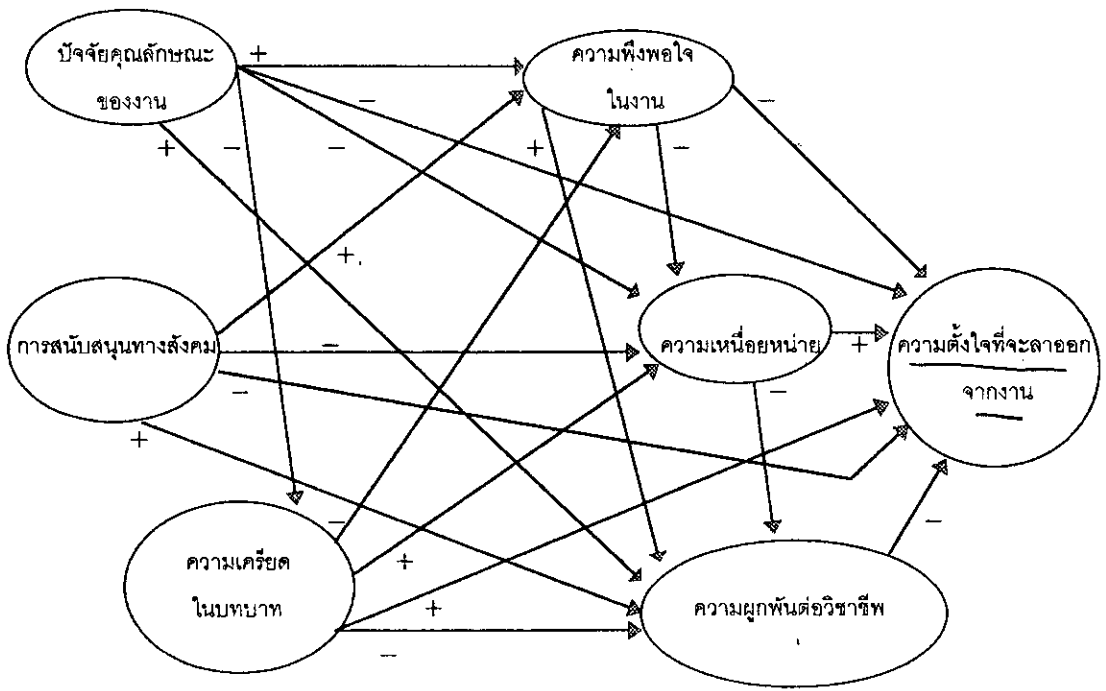 ปัจจัยคุณลักษณะ
ของงาน
ความพึงพอใจ
ในงาน
+
−
+
−
−
+
−
−
+.
การสนับสนุนทางสังคม
−
ความเหนื่อยหน่าย
+
ความตั้งใจที่จะลาออก
จากงาน
−
−
+
−
ความเครียด
ในบทบาท
+
+
−
ความผูกพันต่อวิชาชีพ
−